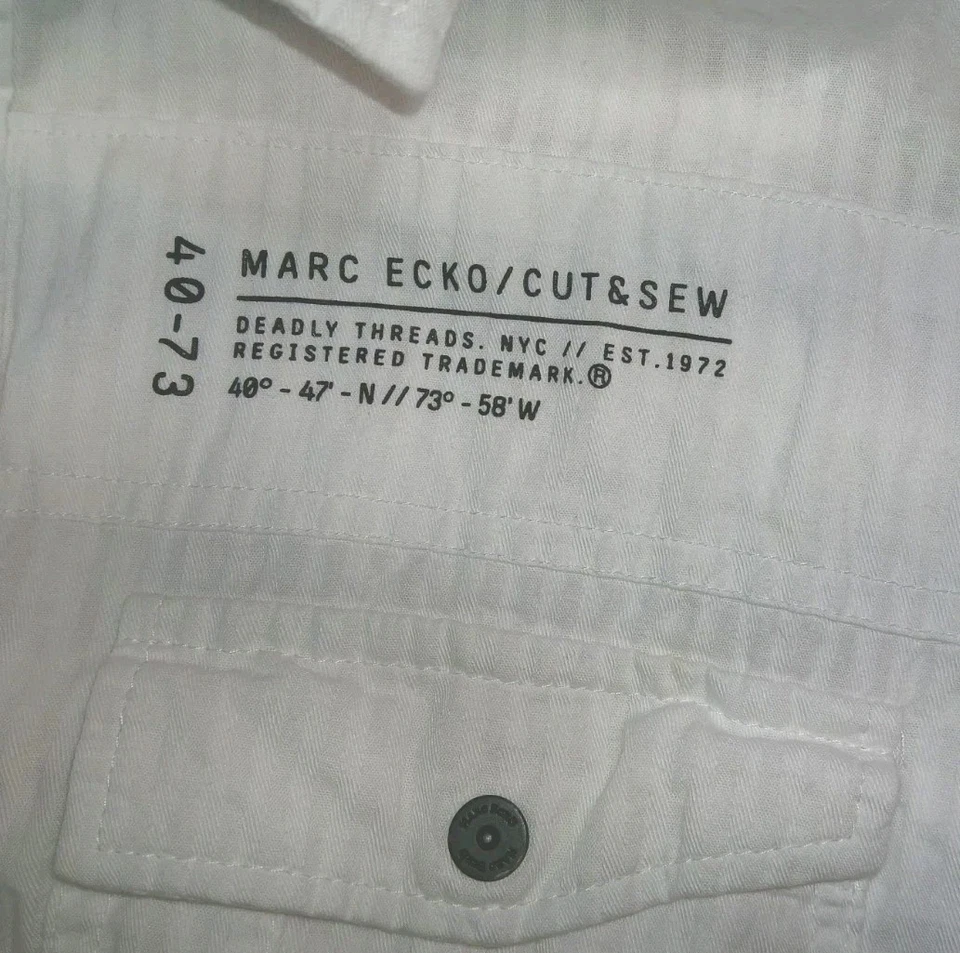 40-73
MARC ECKO/CUT&SEW
DEADLY THREADS. NYC // EST.1972
REGISTERED TRADEMARK.®
40° - 47' - N // 73° - 58' W